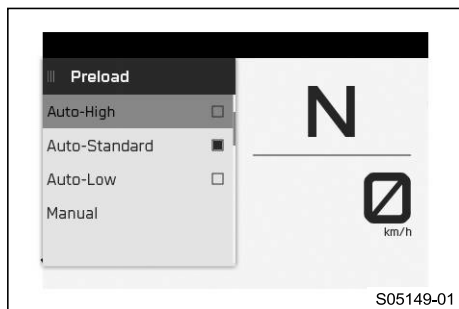 Preload
Auto-High
Auto-Standard
Auto-Low
Manual
N
0
km/h
S05149-01